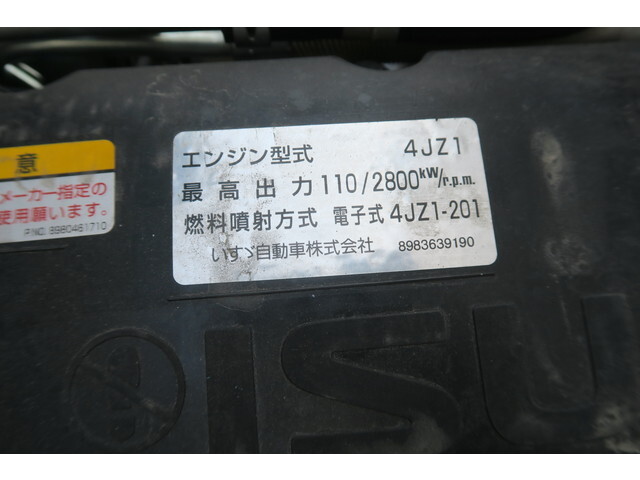 エンジン型式 4JZ1
最高出力 110/2800kW/r.p.m.
燃料噴射方式 電子式 4JZ1-201
いすゞ自動車株式会社 8983639190
意
メーカー指定の
使用願います。
P/NO. 8980461710
ISU